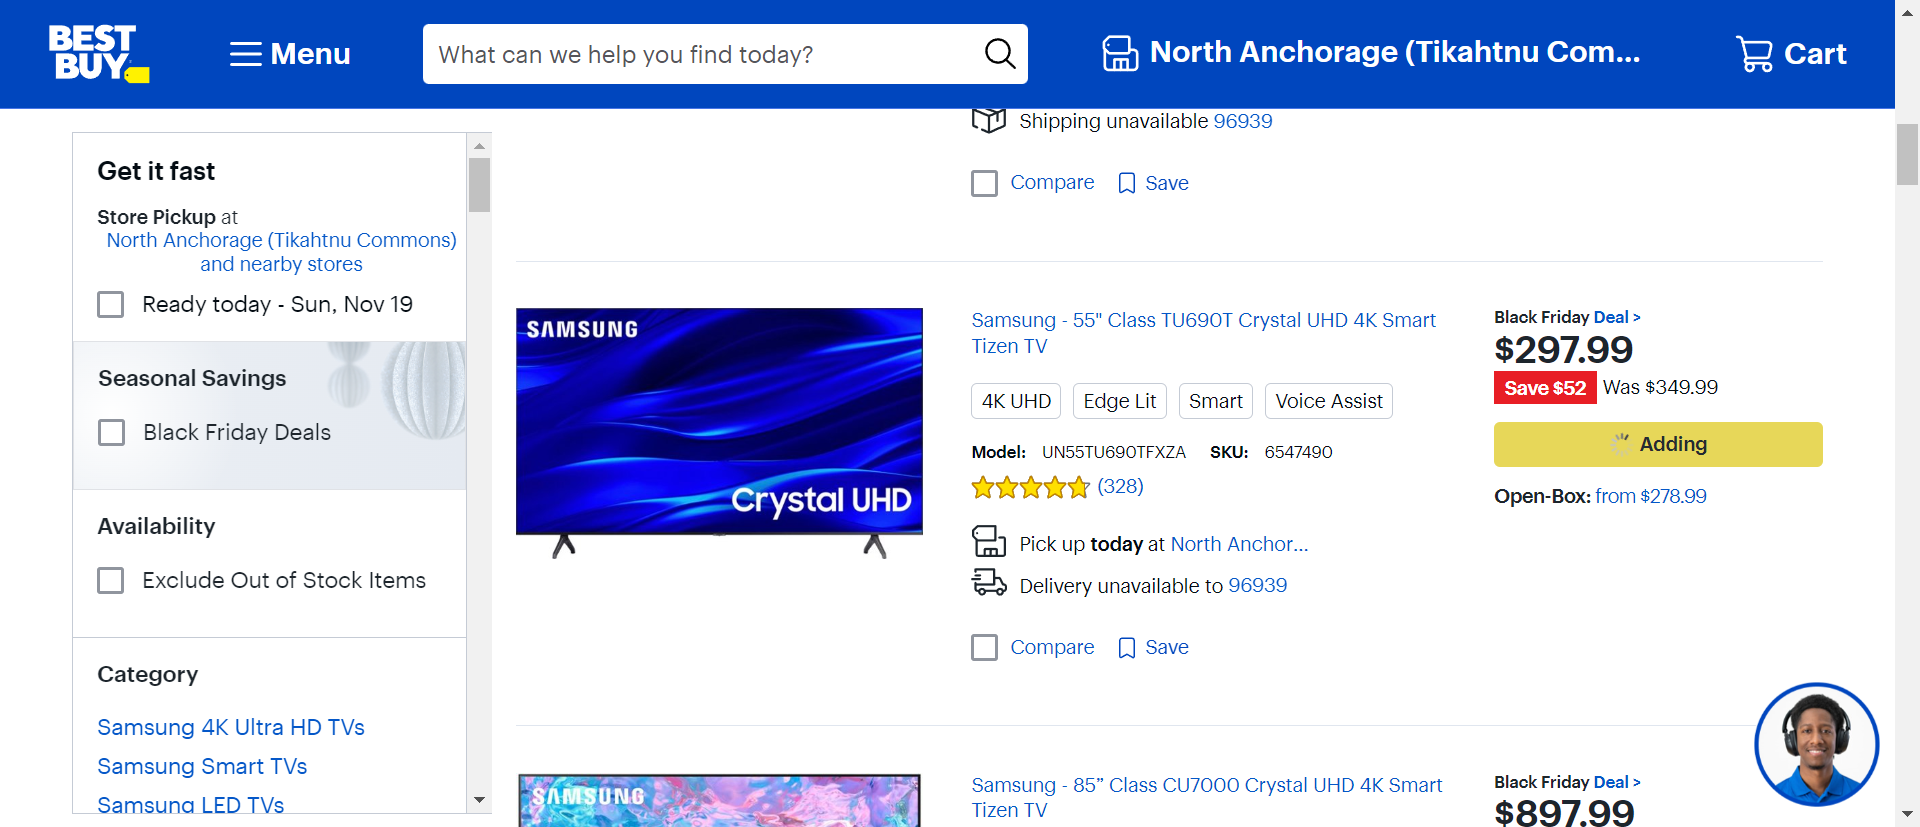 BEST BUY
Menu
What can we help you find today?
North Anchorage (Tikahtnu Com...
Cart
Get it fast
Store Pickup at
North Anchorage (Tikahtnu Commons)
and nearby stores
Ready today - Sun, Nov 19
Seasonal Savings
Black Friday Deals
Availability
Exclude Out of Stock Items
Category
Samsung 4K Ultra HD TVs
Samsung Smart TVs
Samsung LED TVs
Shipping unavailable 96939
Compare Save
SAMSUNG
Crystal UHD
Samsung - 55" Class TU690T Crystal UHD 4K Smart
Tizen TV
4K UHD Edge Lit Smart Voice Assist
Model: UN55TU690TFXZA SKU: 6547490
(328)
Pick up today at North Anchor...
Delivery unavailable to 96939
Compare Save
Black Friday Deal >
$297.99
Save $52 Was $349.99
Adding
Open-Box: from $278.99
SAMSUNG
Samsung - 85” Class CU7000 Crystal UHD 4K Smart
Tizen TV
Black Friday Deal >
$897.99